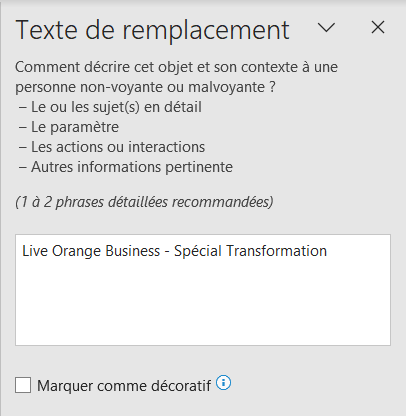 Texte de remplacement
Comment décrire cet objet et son contexte à une
personne non-voyante ou malvoyante ?
– Le ou les sujet(s) en détail
– Le paramètre
– Les actions ou interactions
– Autres informations pertinente
(1 à 2 phrases détaillées recommandées)
Live Orange Business - Spécial Transformation
Marquer comme décoratif